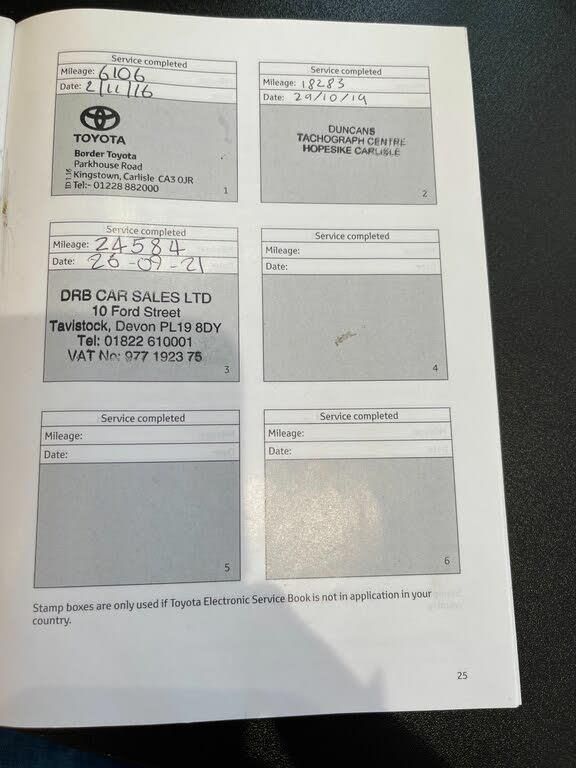 Service completed
Mileage: 6106
Date: 2/11/16
TOYOTA
Border Toyota
Parkhouse Road
Kingstown, Carlisle CA3 0JR
Tel:- 01228 882000
1
Service completed
Mileage: 18283
Date: 29/10/19
DUNCANS
TACHOGRAPH CENTRE
HOPESIKE CARLISLE
2
Service completed
Mileage: 24584
Date: 26-09-21
DRB CAR SALES LTD
10 Ford Street
Tavistock, Devon PL19 8DY
Tel: 01822 610001
VAT No: 977 1923 75
3
Service completed
Mileage:
Date:
4
Service completed
Mileage:
Date:
5
Service completed
Mileage:
Date:
6
Stamp boxes are only used if Toyota Electronic Service Book is not in application in your
country.
25